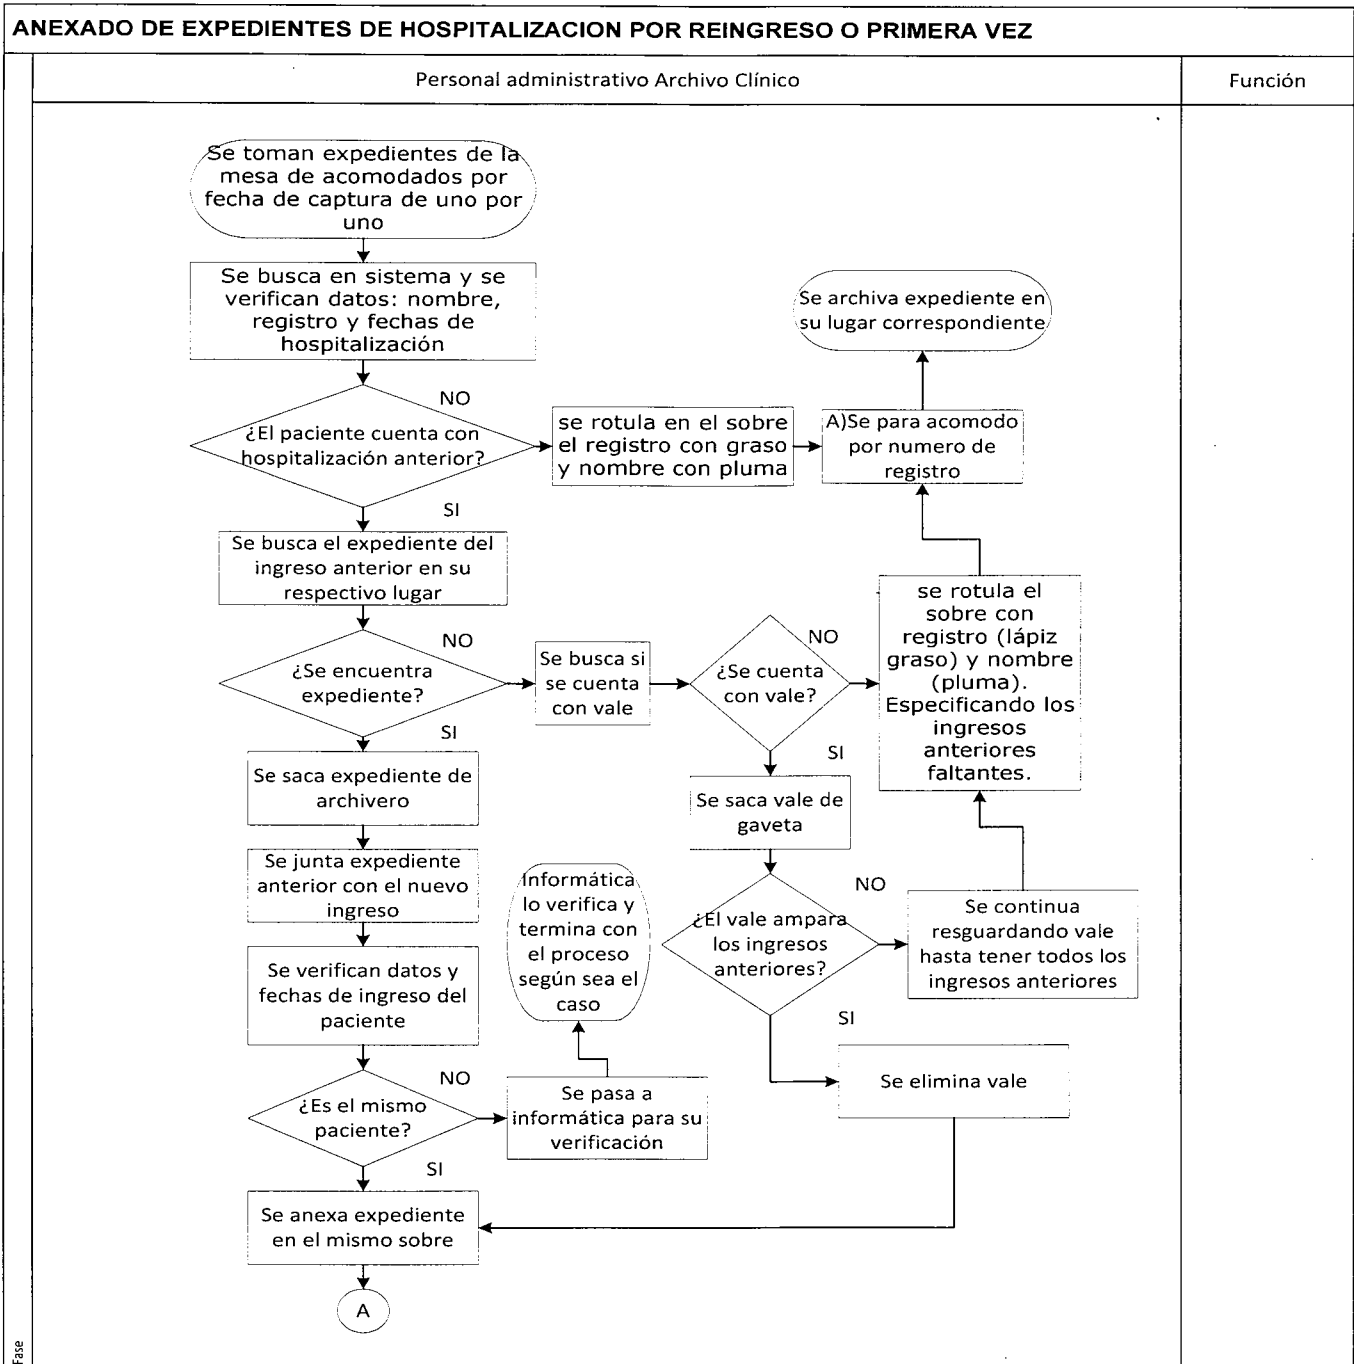 ANEXADO DE EXPEDIENTES DE HOSPITALIZACION POR REINGRESO O PRIMERA VEZ
Personal administrativo Archivo Clínico
Función
Se toman expedientes de la
mesa de acomodados por
fecha de captura de uno por
uno
Se busca en sistema y se
verifican datos: nombre,
registro y fechas de
hospitalización
Se archiva expediente en
su lugar correspondiente
NO
¿El paciente cuenta con
hospitalización anterior?
se rotula en el sobre
el registro con graso
y nombre con pluma
A)Se para acomodo
por numero de
registro
SI
Se busca el expediente del
ingreso anterior en su
respectivo lugar
NO
¿Se encuentra
expediente?
Se busca si
se cuenta
con vale
NO
¿Se cuenta
con vale?
se rotula el
sobre con
registro (lápiz
graso) y nombre
(pluma).
Especificando los
ingresos
anteriores
faltantes.
SI
SI
Se saca expediente de
archivero
Se saca vale de
gaveta
Se junta expediente
anterior con el nuevo
ingreso
Informática
lo verifica y
termina con
el proceso
según sea el
caso
NO
¿El vale ampara
los ingresos
anteriores?
Se continua
resguardando vale
hasta tener todos los
ingresos anteriores
Se verifican datos y
fechas de ingreso del
paciente
SI
Se elimina vale
NO
¿Es el mismo
paciente?
Se pasa a
informática para su
verificación
SI
Se anexa expediente
en el mismo sobre
A
Fase